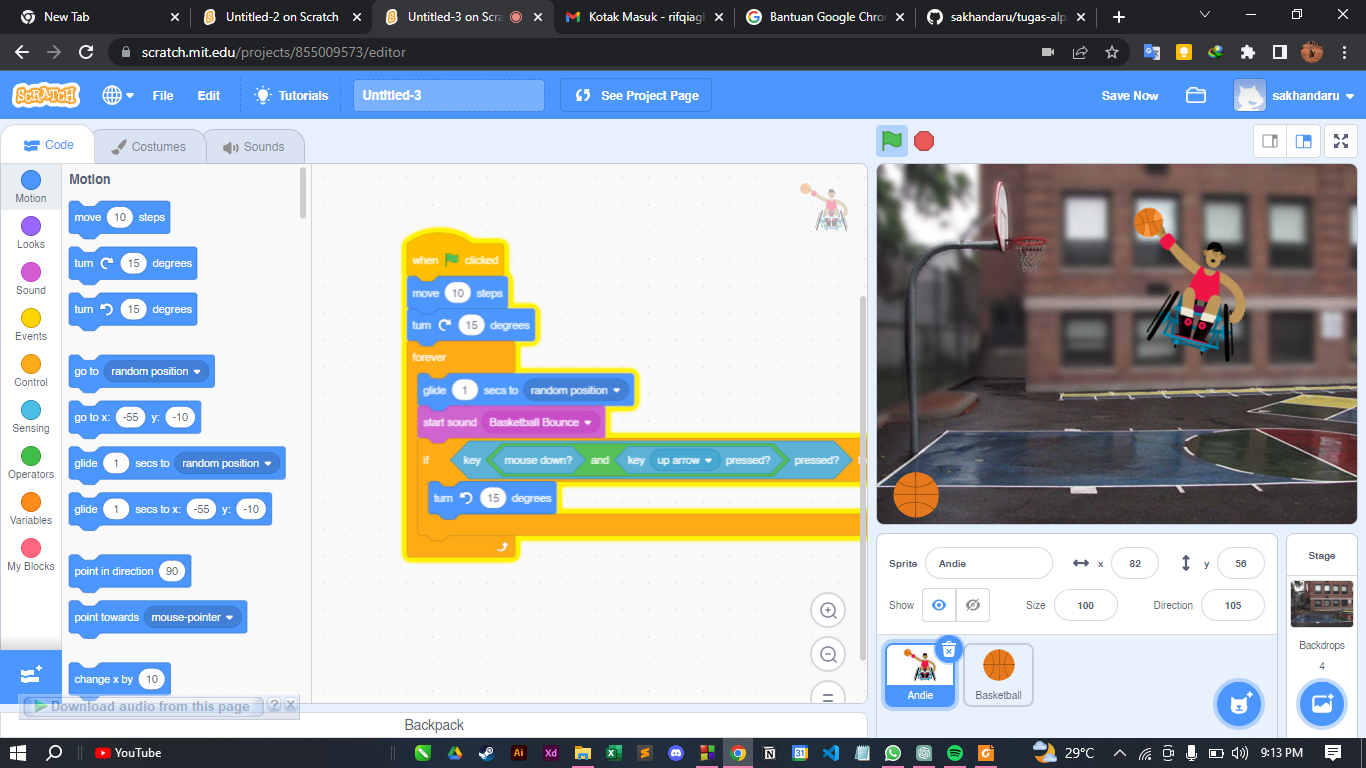 New Tab
Untitled-2 on Scratch
Untitled-3 on Scra
Kotak Masuk - rifqiagh
Bantuan Google Chron
sakhandaru/tugas-alp
scratch.mit.edu/projects/855009573/editor
SCRATCH
File
Edit
Tutorials
Untitled-3
See Project Page
Save Now
sakhandaru
Code
Costumes
Sounds
Motion
Looks
Sound
Events
Control
Sensing
Operators
Variables
My Blocks
Motion
move 10 steps
turn 15 degrees
turn 15 degrees
go to random position
go to x: -55 y: -10
glide 1 secs to random position
glide 1 secs to x: -55 y: -10
point in direction 90
point towards mouse-pointer
change x by 10
when clicked
move 10 steps
turn 15 degrees
forever
glide 1 secs to random position
start sound Basketball Bounce
if key mouse down? and key up arrow pressed? pressed?
turn 15 degrees
Sprite Andie x 82 y 56
Show Size 100 Direction 105
Andie
Basketball
Stage
Backdrops
4
Download audio from this page ? X
Backpack
YouTube
Ai
Xd
31
29°C
9:13 PM